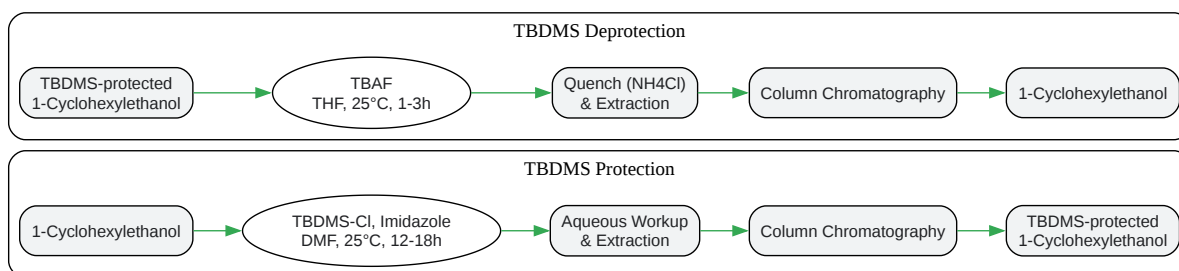 TBDMS Deprotection
TBDMS-protected
1-Cyclohexylethanol
TBAF
THF, 25°C, 1-3h
Quench (NH4Cl)
& Extraction
Column Chromatography
1-Cyclohexylethanol
TBDMS Protection
1-Cyclohexylethanol
TBDMS-Cl, Imidazole
DMF, 25°C, 12-18h
Aqueous Workup
& Extraction
Column Chromatography
TBDMS-protected
1-Cyclohexylethanol